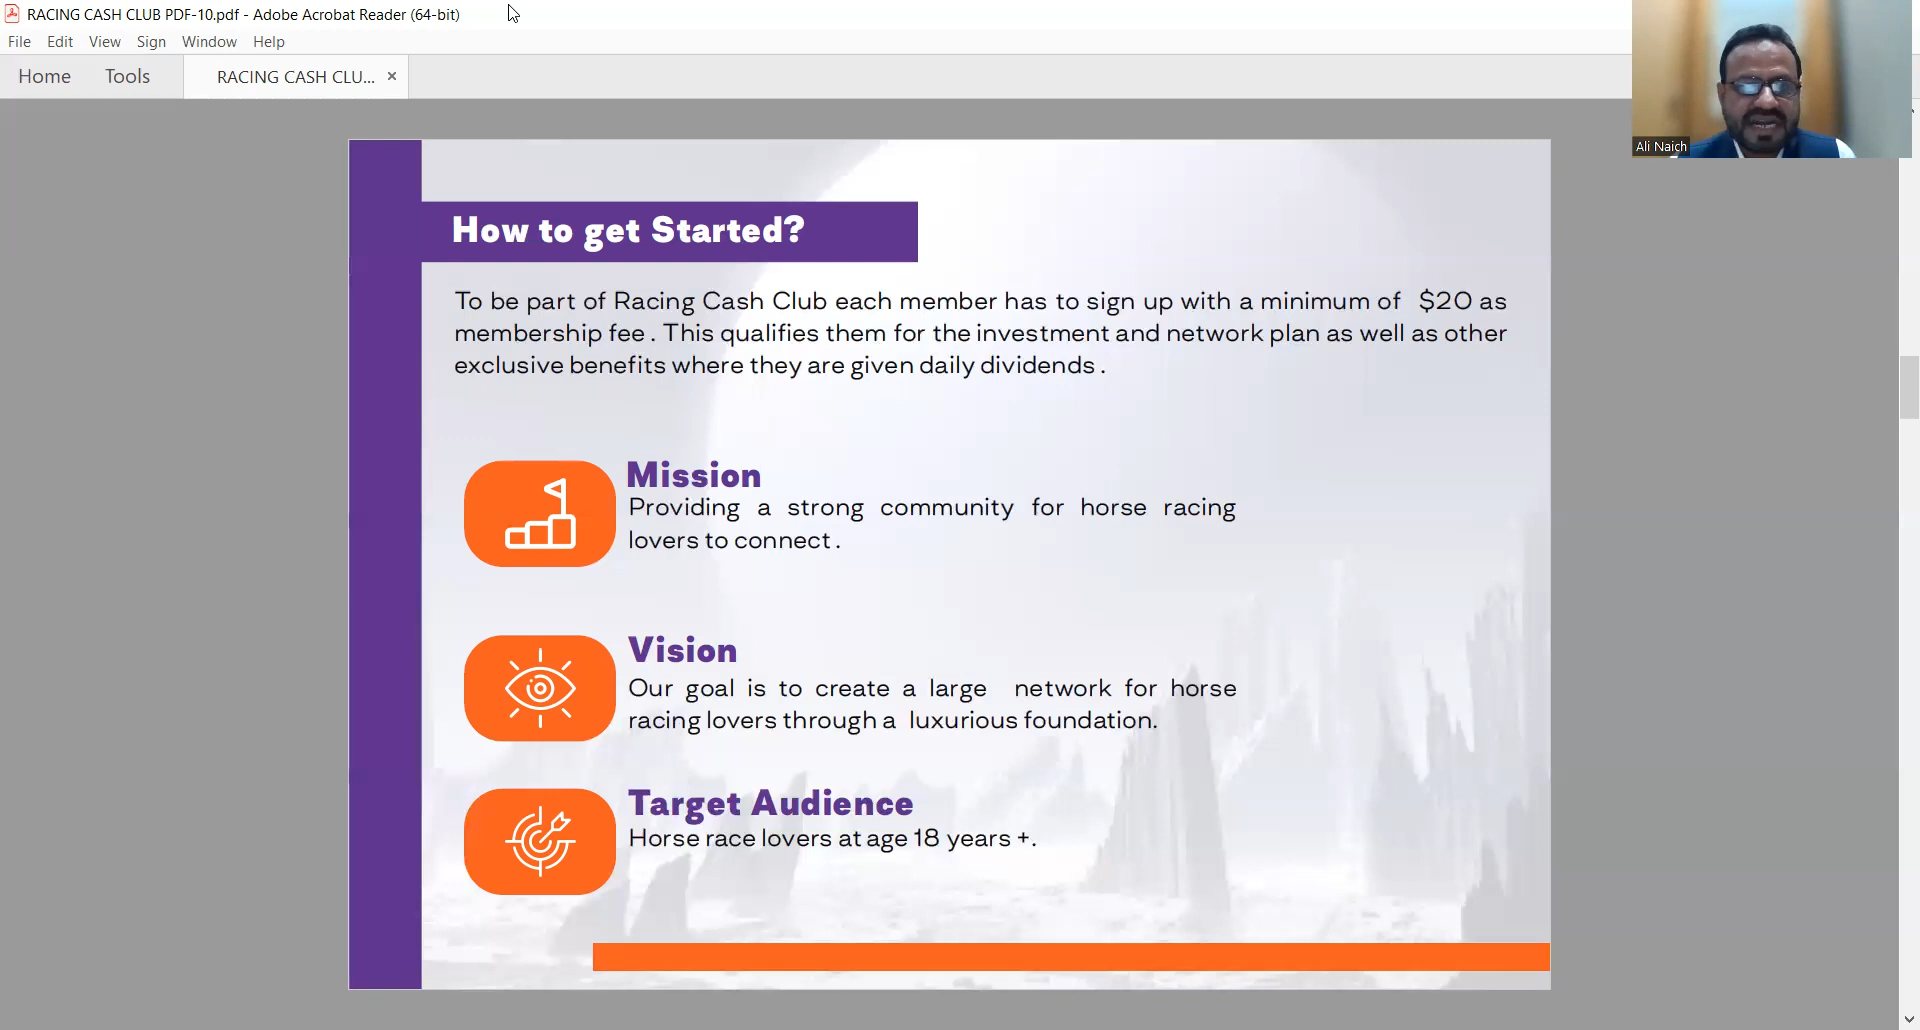 RACING CASH CLUB PDF-10.pdf - Adobe Acrobat Reader (64-bit)
File Edit View Sign Window Help
Home Tools RACING CASH CLU... ×
Ali Naich
How to get Started?
To be part of Racing Cash Club each member has to sign up with a minimum of $20 as
membership fee . This qualifies them for the investment and network plan as well as other
exclusive benefits where they are given daily dividends .
Mission
Providing a strong community for horse racing
lovers to connect .
Vision
Our goal is to create a large network for horse
racing lovers through a luxurious foundation.
Target Audience
Horse race lovers at age 18 years +.